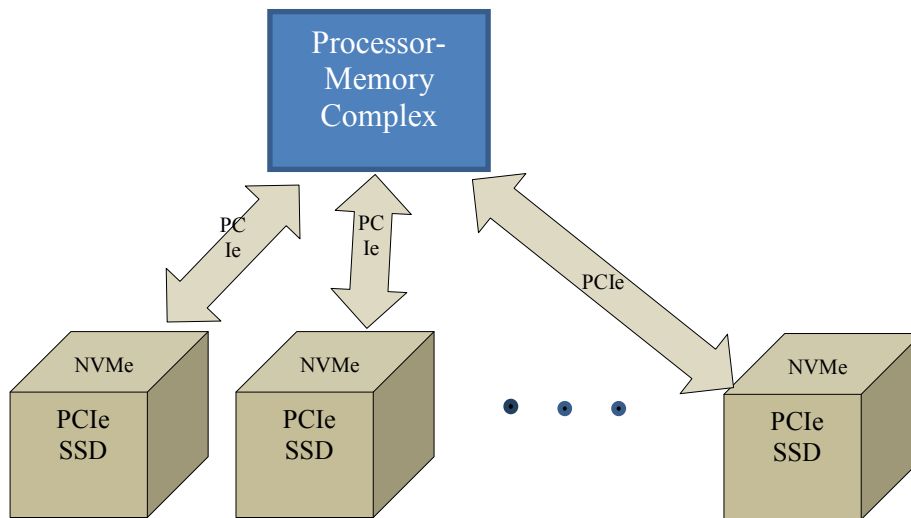 Processor-
Memory
Complex
PC
Ie
PC
Ie
PCIe
NVMe
PCIe
SSD
NVMe
PCIe
SSD
NVMe
PCIe
SSD